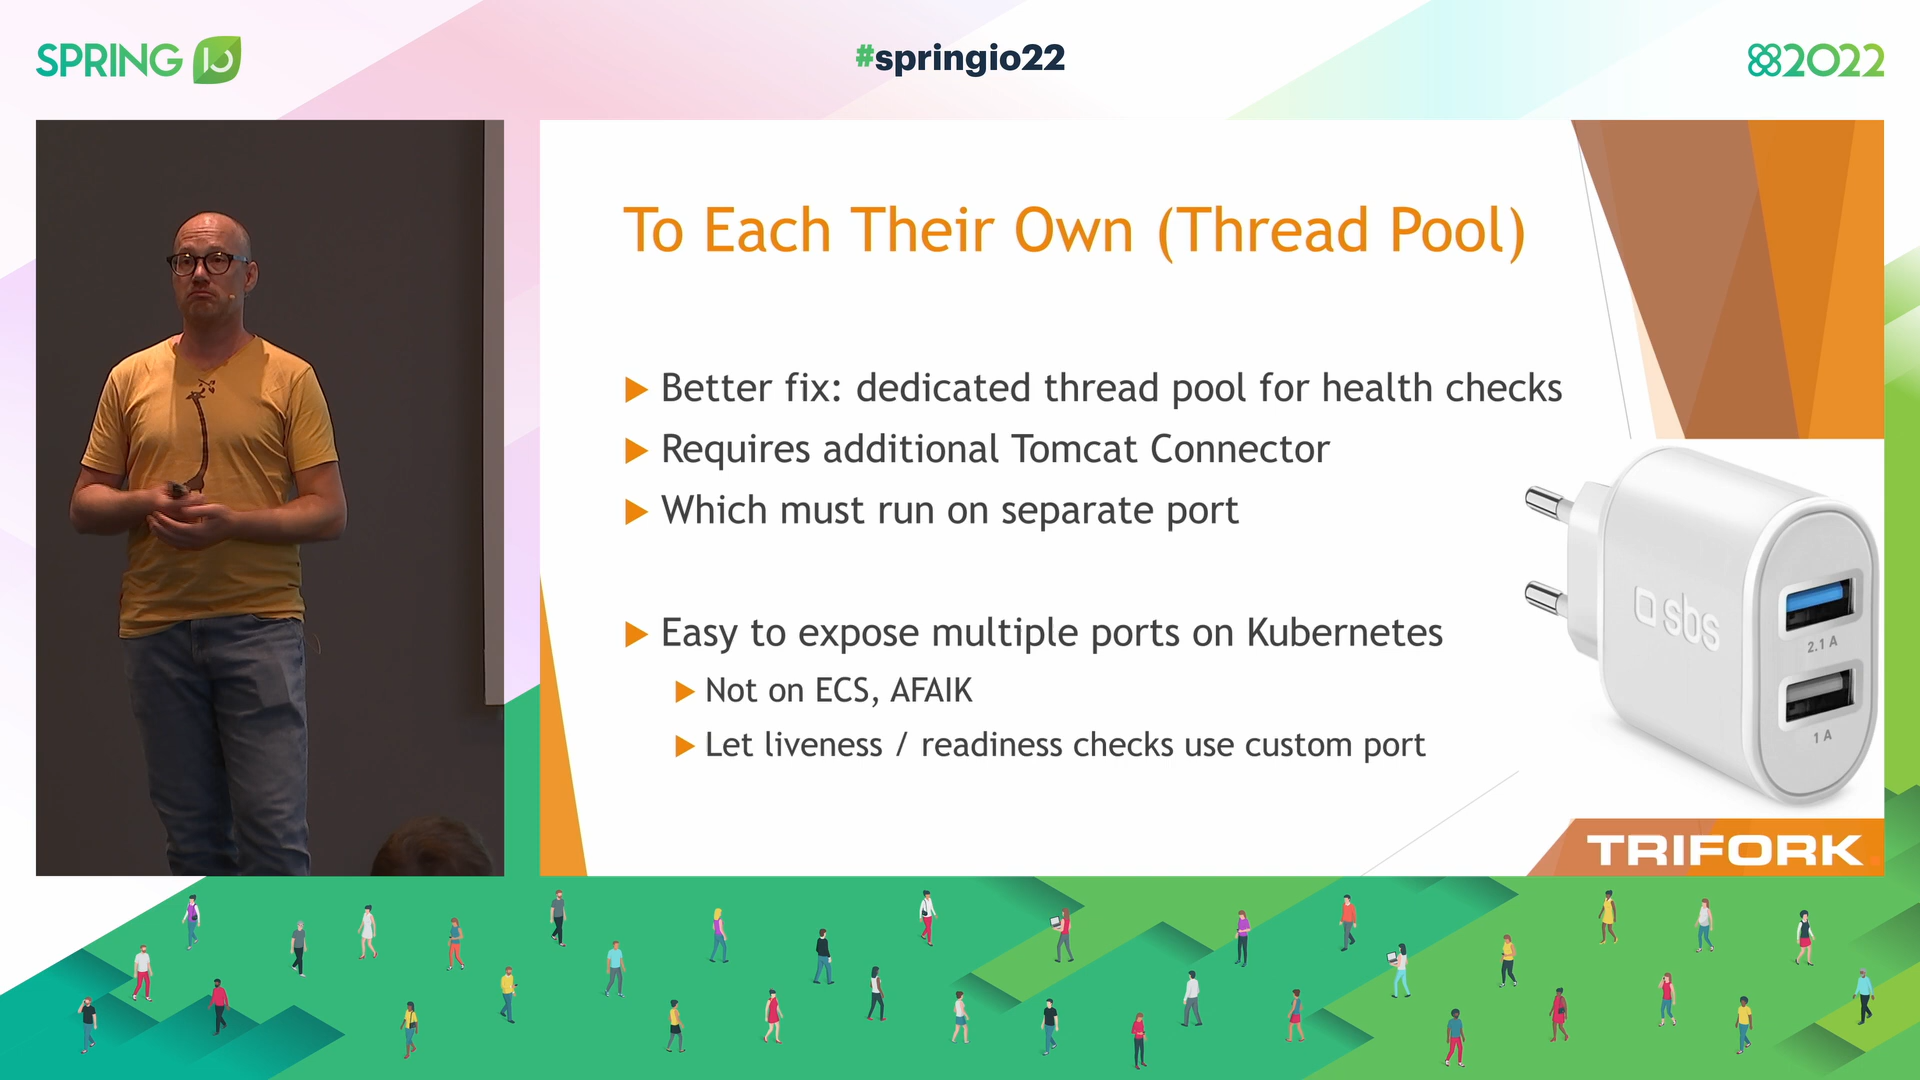 SPRING IO
#springio22
2022
To Each Their Own (Thread Pool)
Better fix: dedicated thread pool for health checks
Requires additional Tomcat Connector
Which must run on separate port
Easy to expose multiple ports on Kubernetes
Not on ECS, AFAIK
Let liveness / readiness checks use custom port
sbs
2.1 A
1 A
TRIFORK